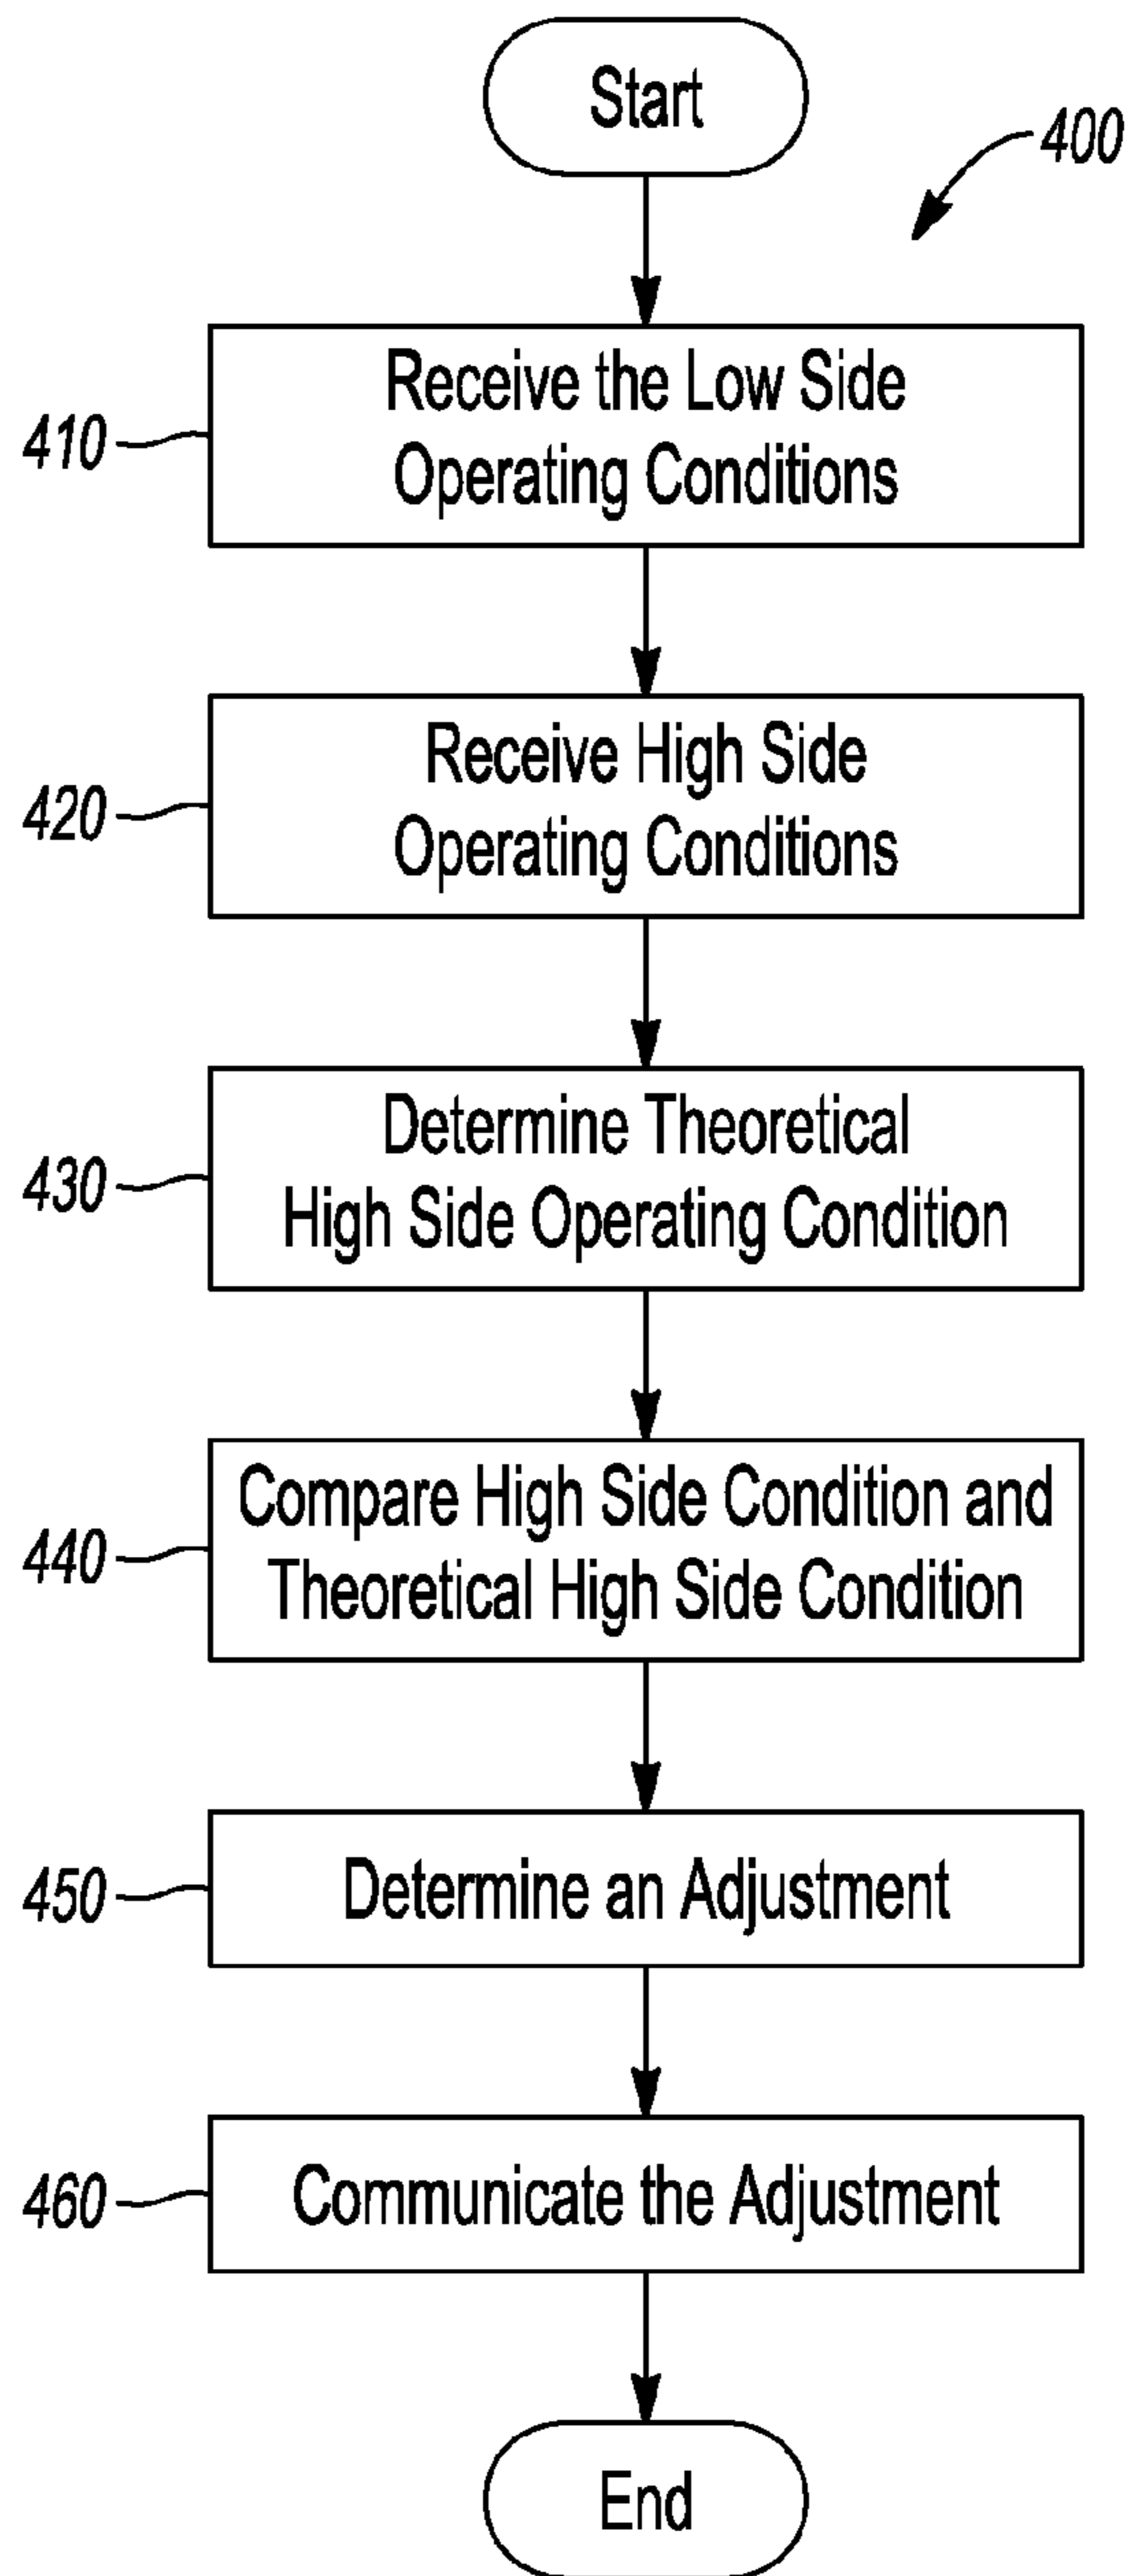 Start
400
Receive the Low Side
Operating Conditions
410
Receive High Side
Operating Conditions
420
Determine Theoretical
High Side Operating Condition
430
Compare High Side Condition and
Theoretical High Side Condition
440
Determine an Adjustment
450
Communicate the Adjustment
460
End